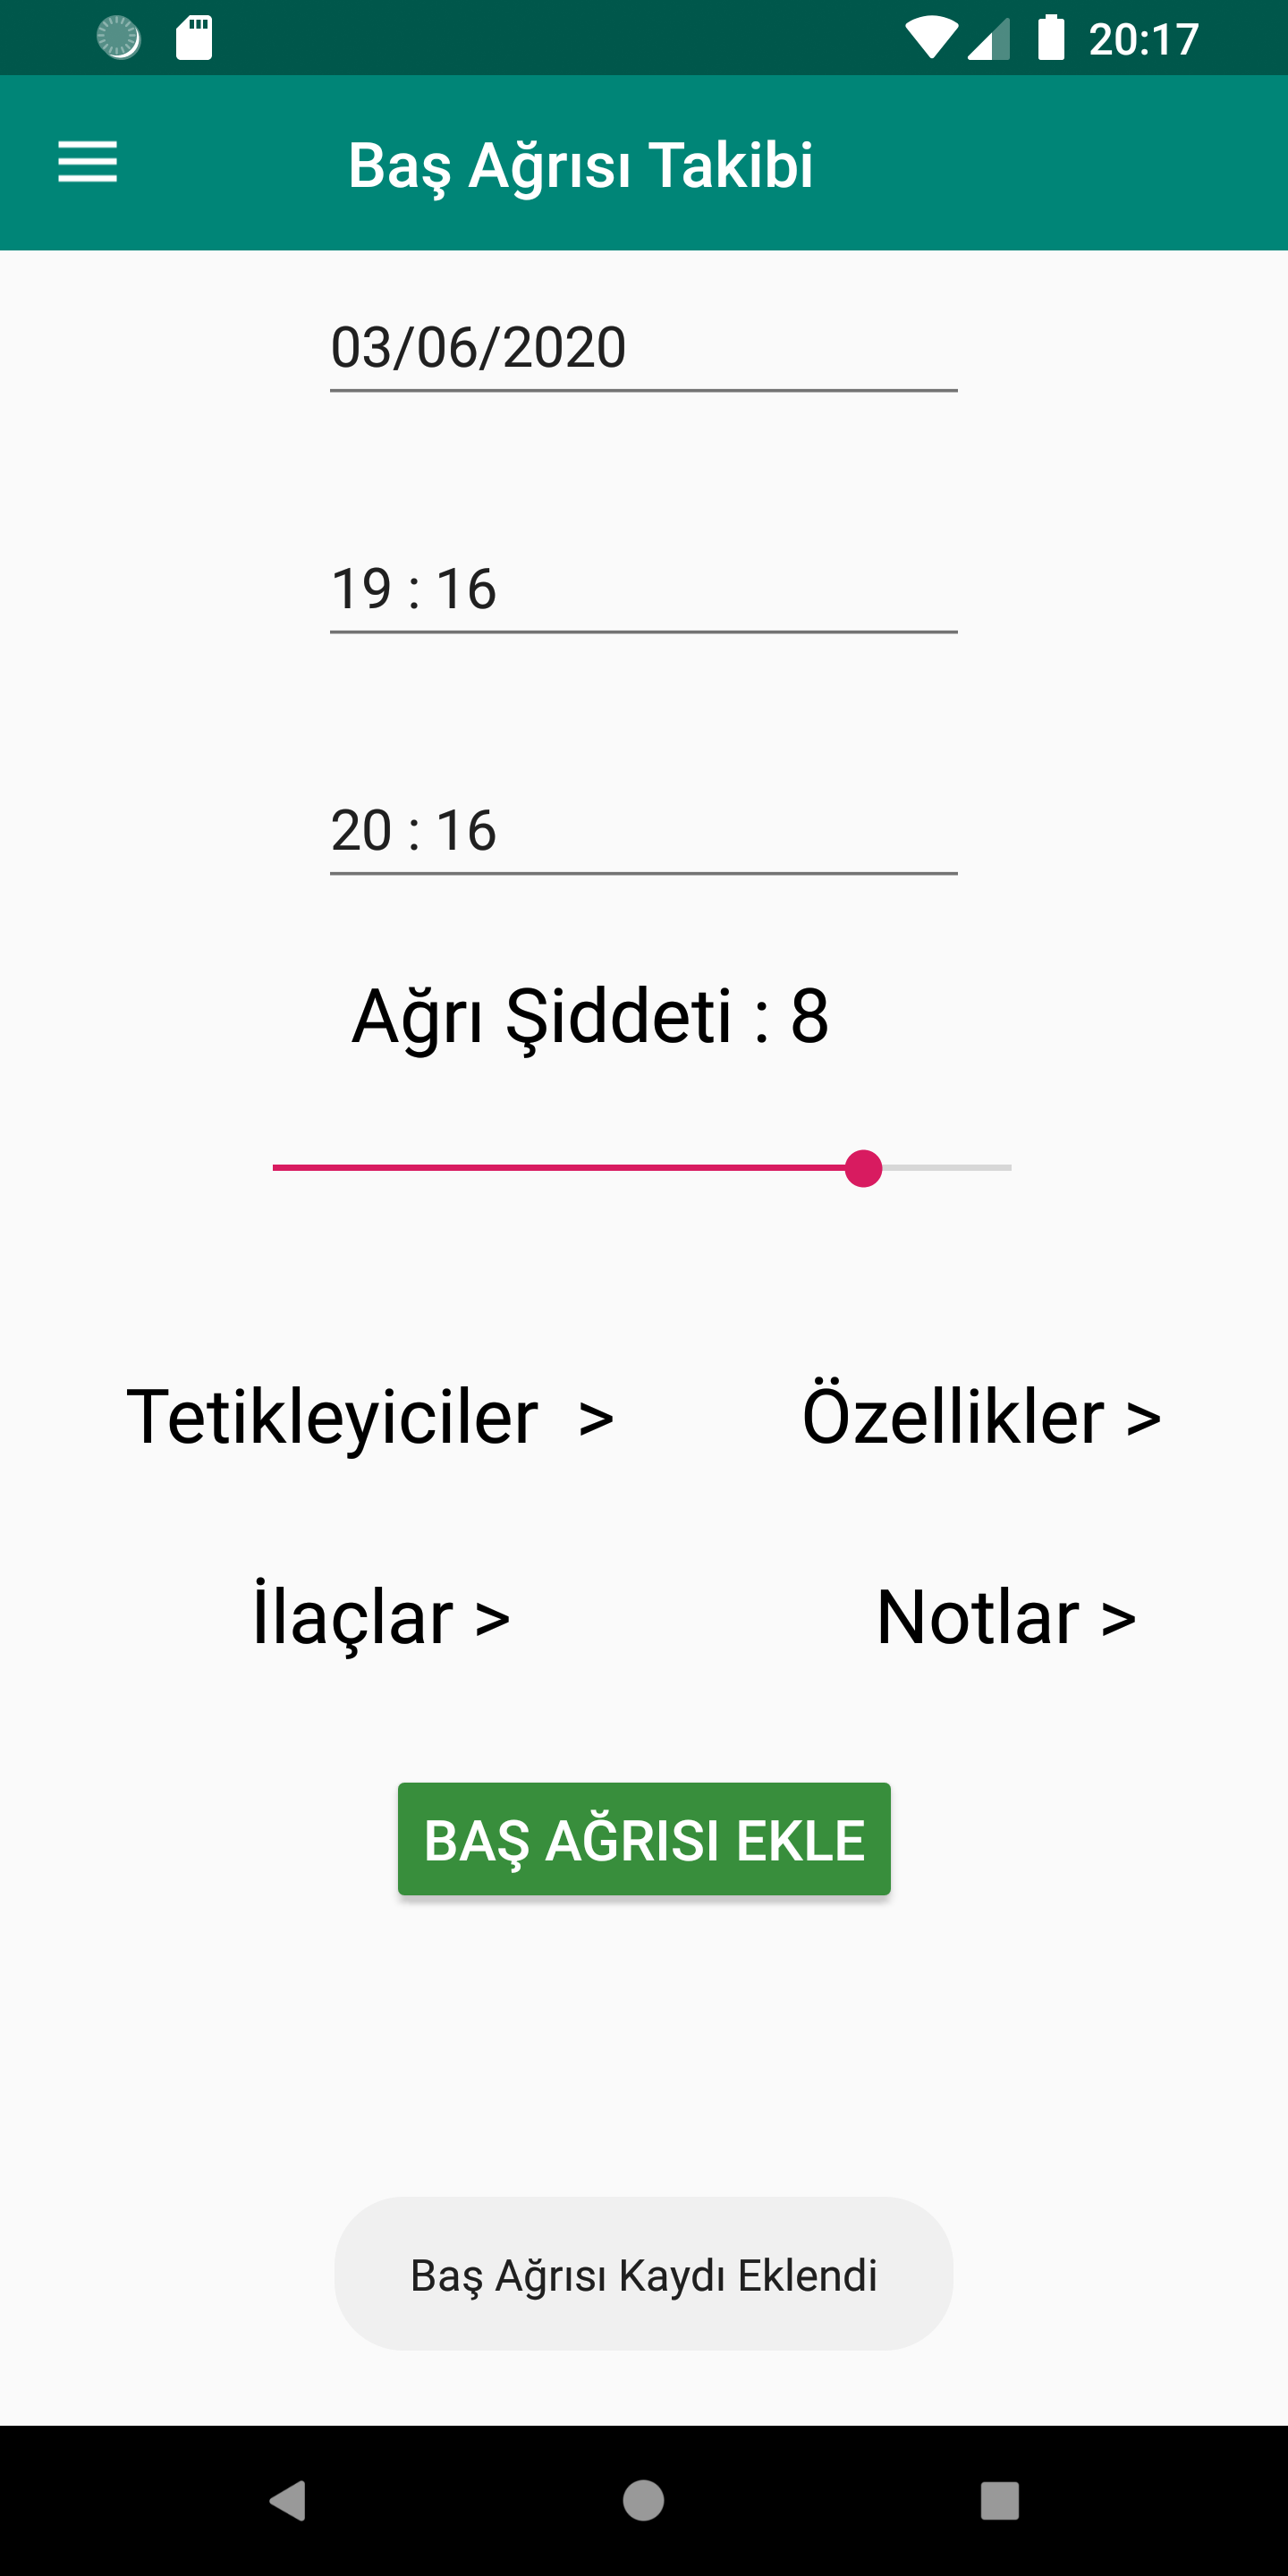 20:17
Baş Ağrısı Takibi
03/06/2020
19 : 16
20 : 16
Ağrı Şiddeti : 8
Tetikleyiciler  > Özellikler >
İlaçlar > Notlar >
BAŞ AĞRISI EKLE
Baş Ağrısı Kaydı Eklendi